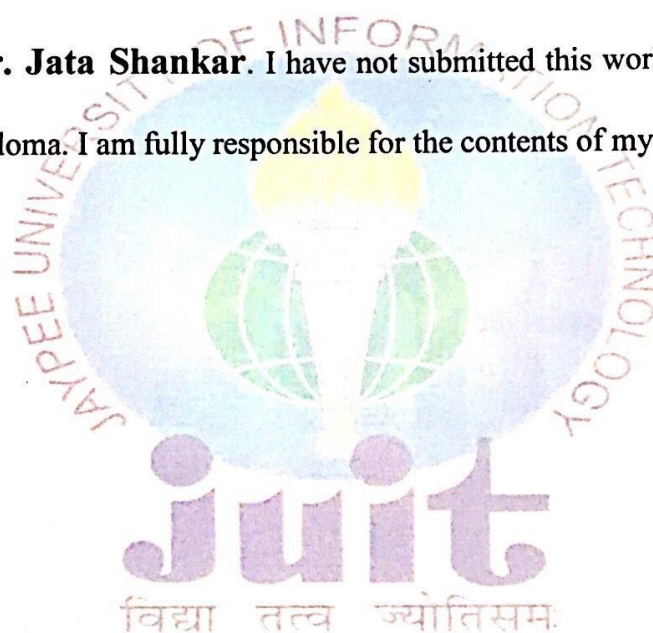 JAYPEE UNIVERSITY OF INFORMATION TECHNOLOGY
r. Jata Shankar. I have not submitted this wor
loma. I am fully responsible for the contents of my
juit
विद्या तत्व ज्योतिसमः